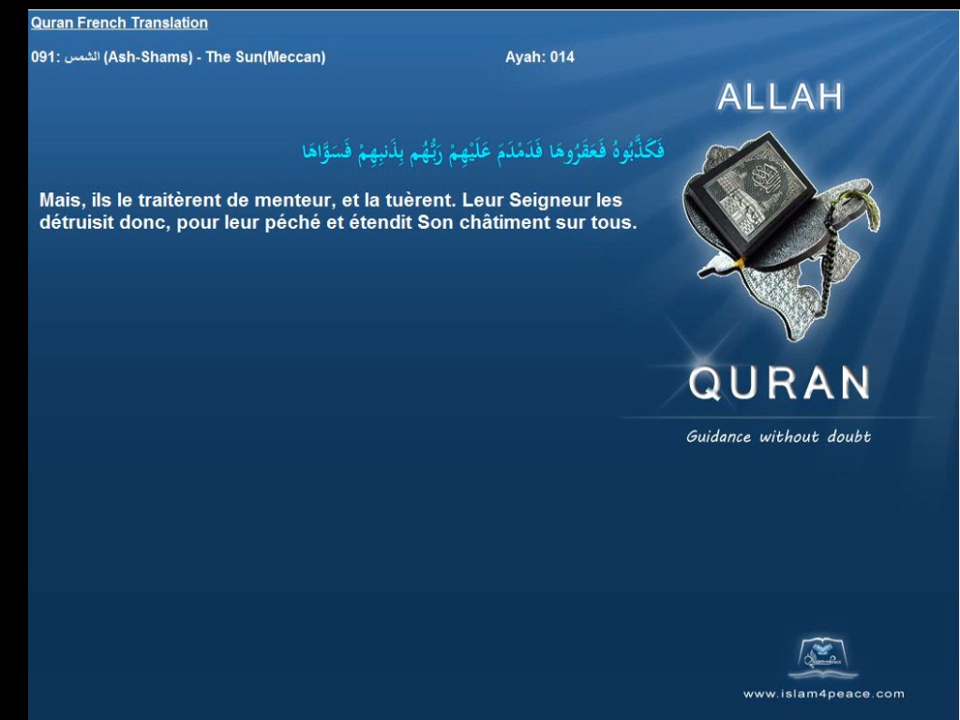 Quran French Translation
091: الشمس (Ash-Shams) - The Sun(Meccan) Ayah: 014
ALLAH
فَكَذَّبُوهُ فَعَقَرُوهَا فَدَمْدَمَ عَلَيْهِمْ رَبُّهُم بِذَنبِهِمْ فَسَوَّاهَا
Mais, ils le traitèrent de menteur, et la tuèrent. Leur Seigneur les
détruisit donc, pour leur péché et étendit Son châtiment sur tous.
QURAN
Guidance without doubt
www.islam4peace.com